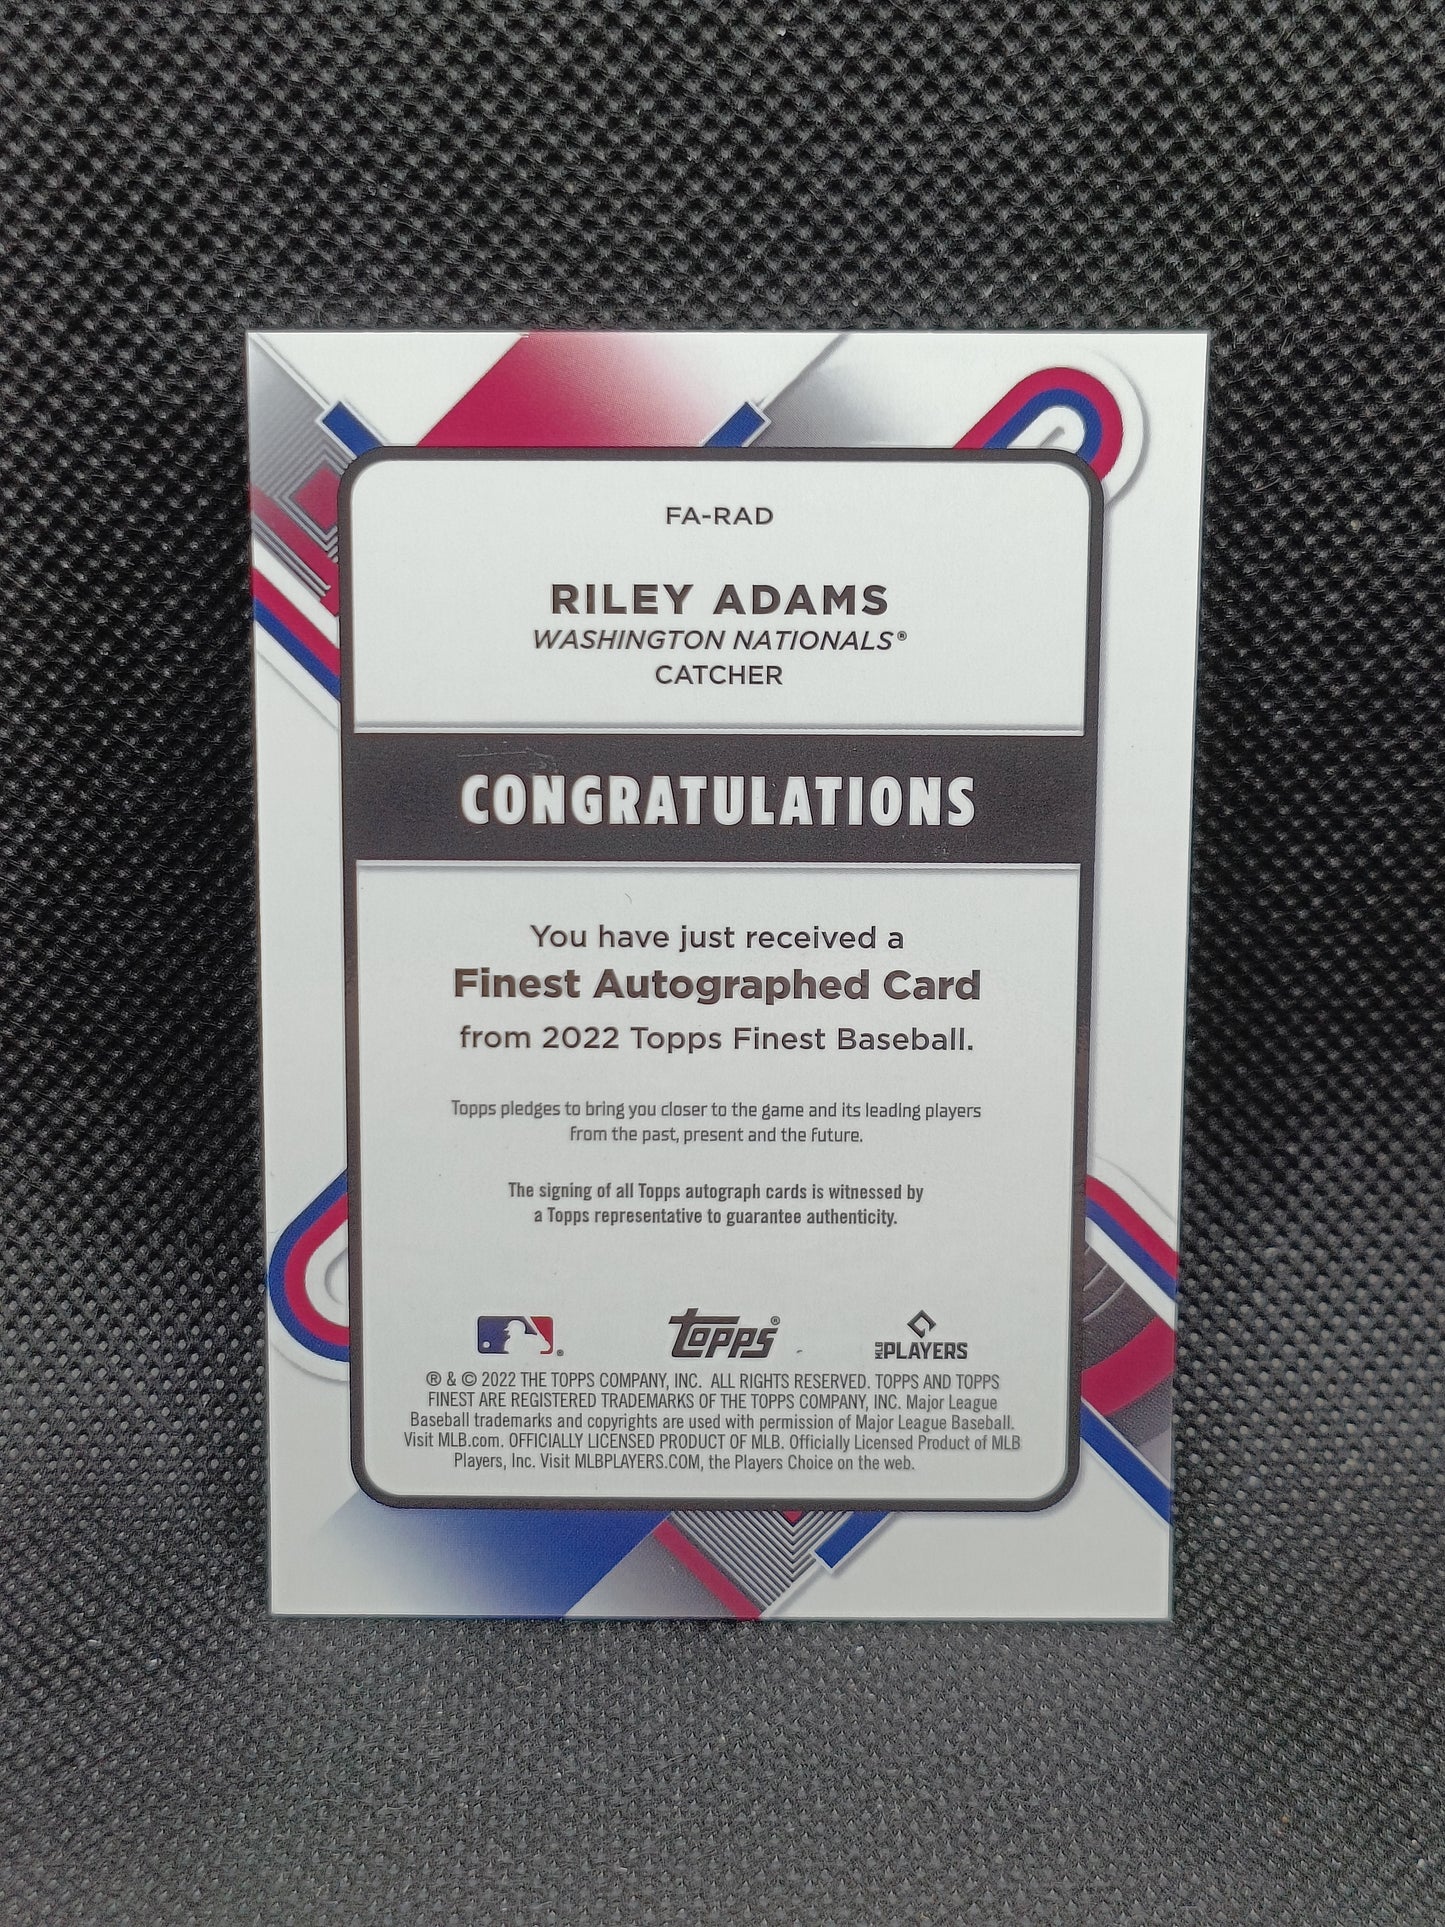 FA-RAD
RILEY ADAMS
WASHINGTON NATIONALS®
CATCHER
CONGRATULATIONS
You have just received a
Finest Autographed Card
from 2022 Topps Finest Baseball.
Topps pledges to bring you closer to the game and its leading players
from the past, present and the future.
The signing of all Topps autograph cards is witnessed by
a Topps representative to guarantee authenticity.
® topps® MLB PLAYERS
® & © 2022 THE TOPPS COMPANY, INC. ALL RIGHTS RESERVED. TOPPS AND TOPPS
FINEST ARE REGISTERED TRADEMARKS OF THE TOPPS COMPANY, INC. Major League
Baseball trademarks and copyrights are used with permission of Major League Baseball.
Visit MLB.com. OFFICIALLY LICENSED PRODUCT OF MLB. Officially Licensed Product of MLB
Players, Inc. Visit MLBPLAYERS.COM, the Players Choice on the web.